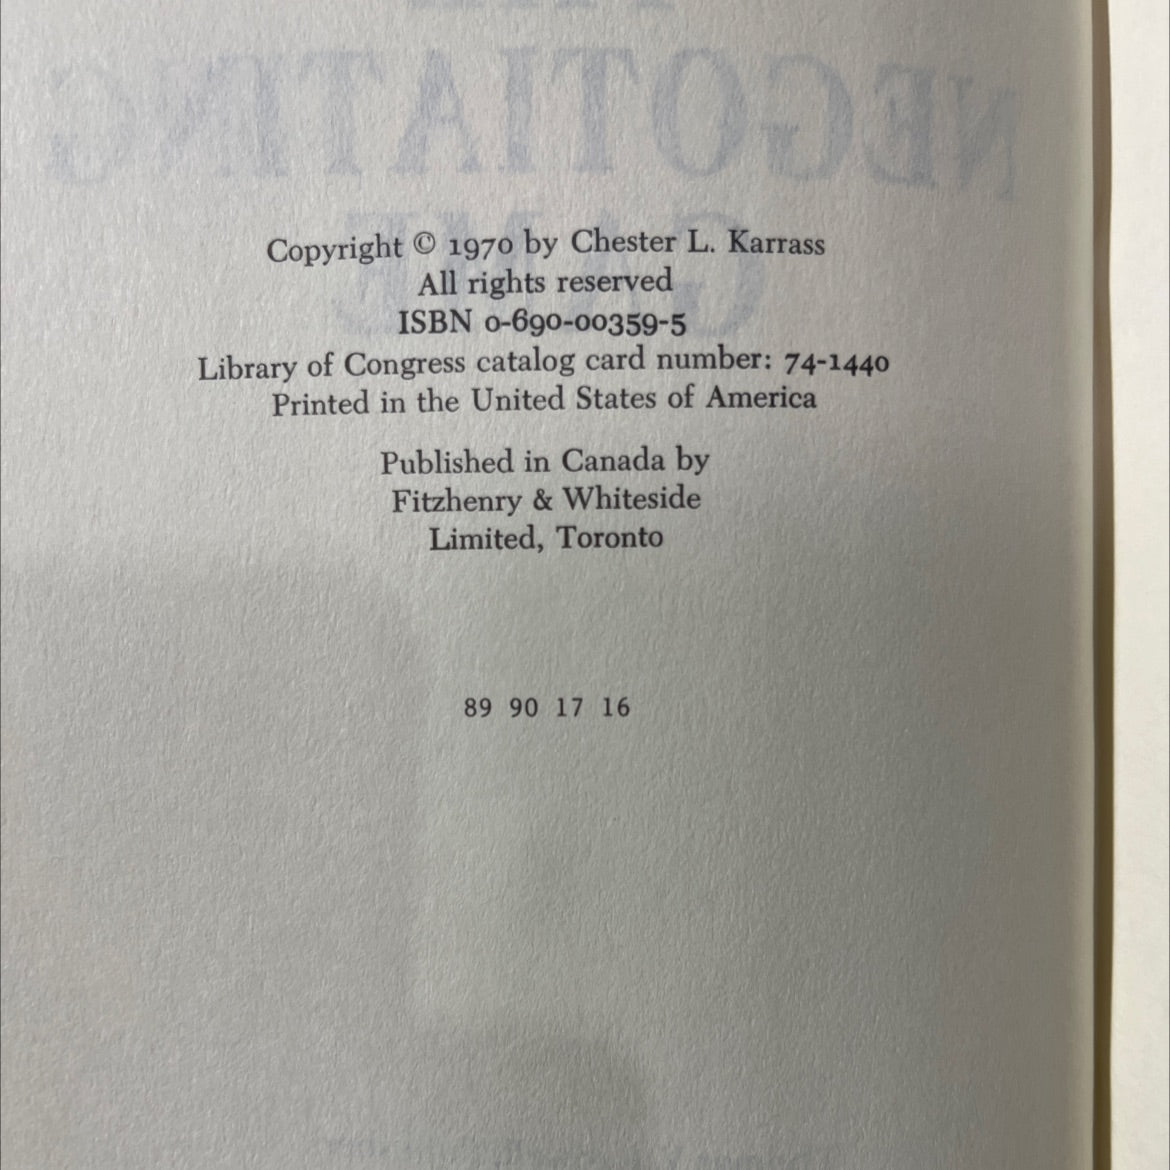 NEGOTIATING
GAME
Copyright © 1970 by Chester L. Karrass
All rights reserved
ISBN 0-690-00359-5
Library of Congress catalog card number: 74-1440
Printed in the United States of America
Published in Canada by
Fitzhenry & Whiteside
Limited, Toronto
89 90 17 16